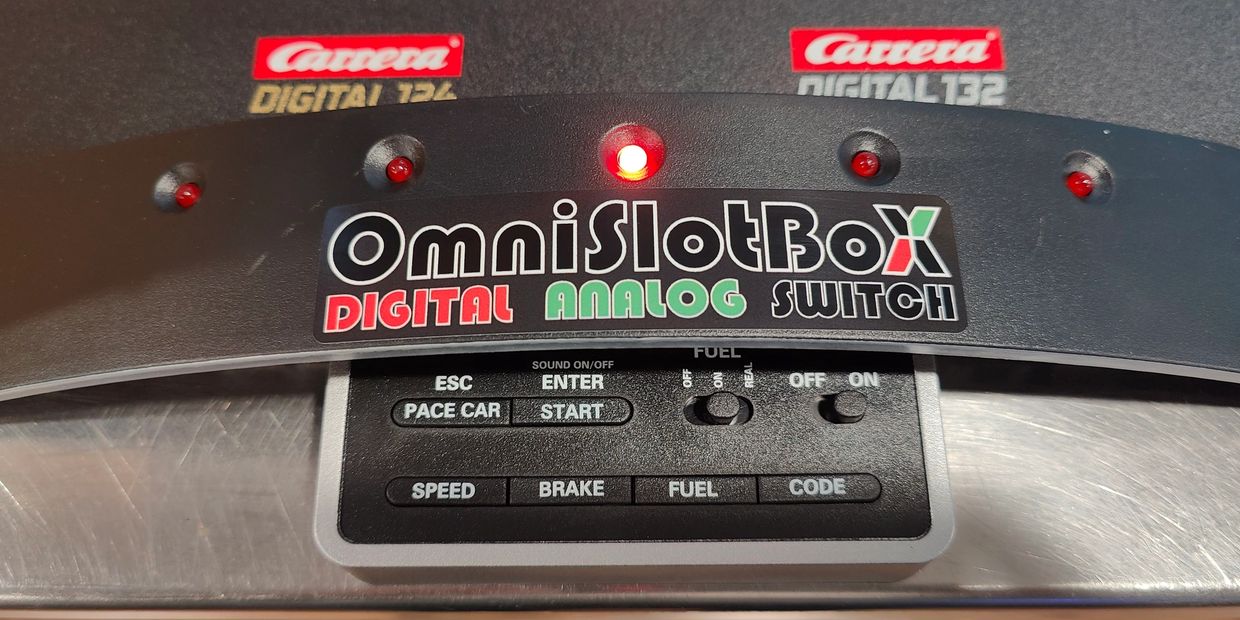 Carrera
DIGITAL 124
Carrera
DIGITAL 132
OmniSlotBoX
DIGITAL ANALOG SWITCH
FUEL
OFF ON REAL
SOUND ON/OFF
ESC ENTER
OFF ON
PACE CAR START
SPEED BRAKE FUEL CODE